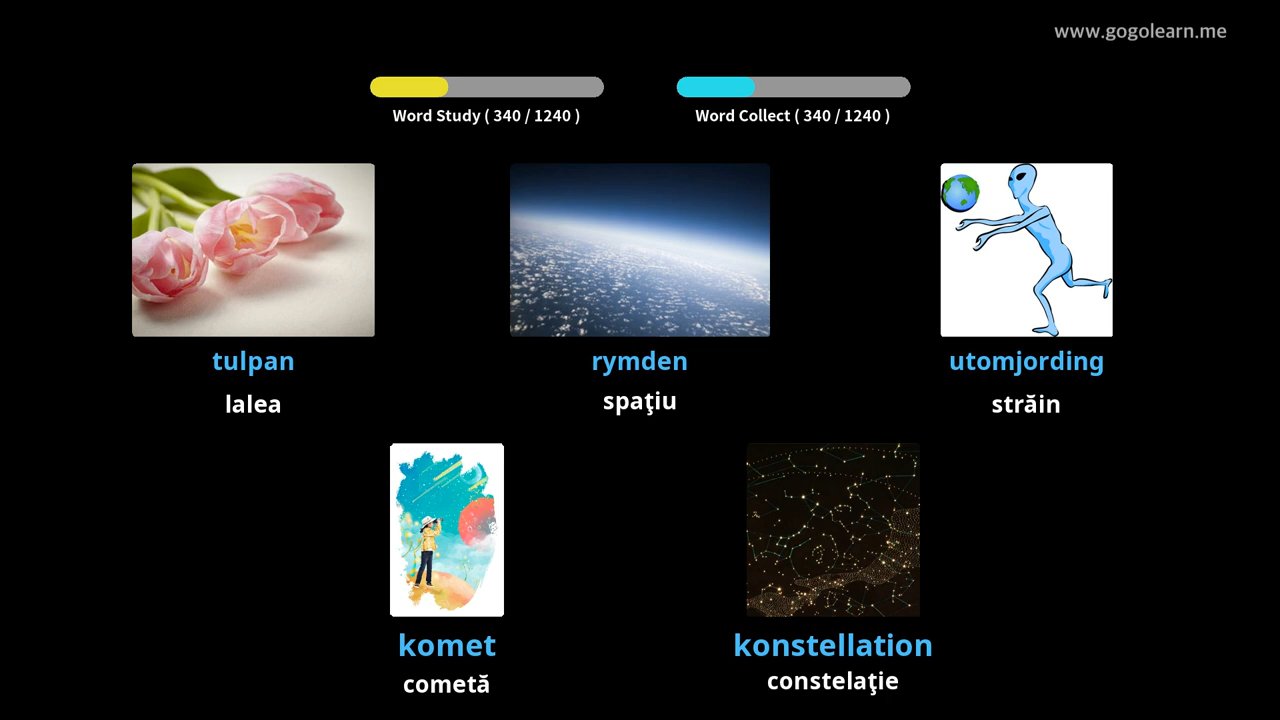 www.gogolearn.me
Word Study ( 340 / 1240 )
Word Collect ( 340 / 1240 )
tulpan
rymden
utomjording
lalea
spaţiu
străin
komet
konstellation
cometă
constelaţie